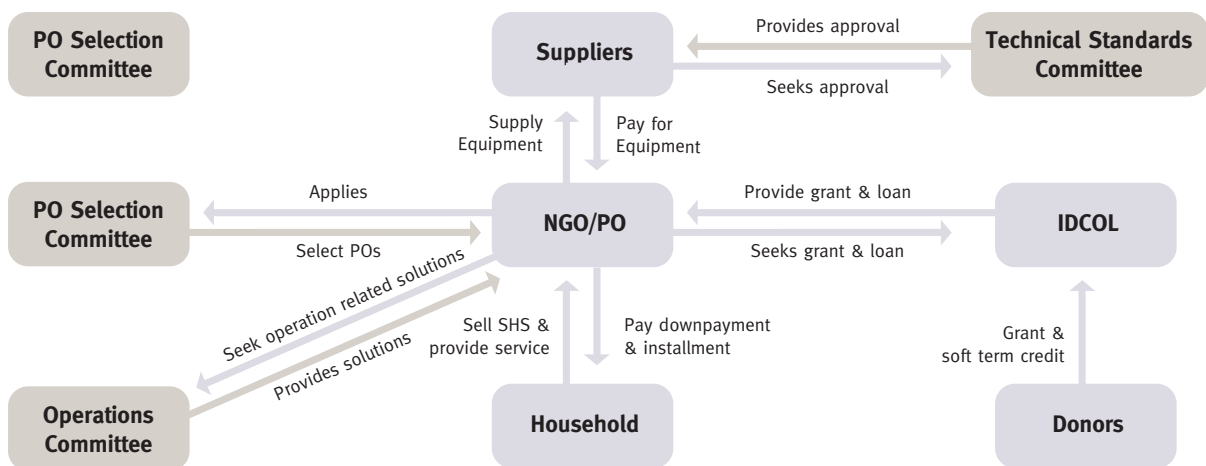 PO Selection
Committee
Suppliers
Provides approval
Seeks approval
Technical Standards
Committee
Supply
Equipment
Pay for
Equipment
PO Selection
Committee
Applies
Select POs
NGO/PO
Provide grant & loan
Seeks grant & loan
IDCOL
Seek operation related solutions
Provides solutions
Sell SHS &
provide service
Pay downpayment
& installment
Grant &
soft term credit
Operations
Committee
Household
Donors